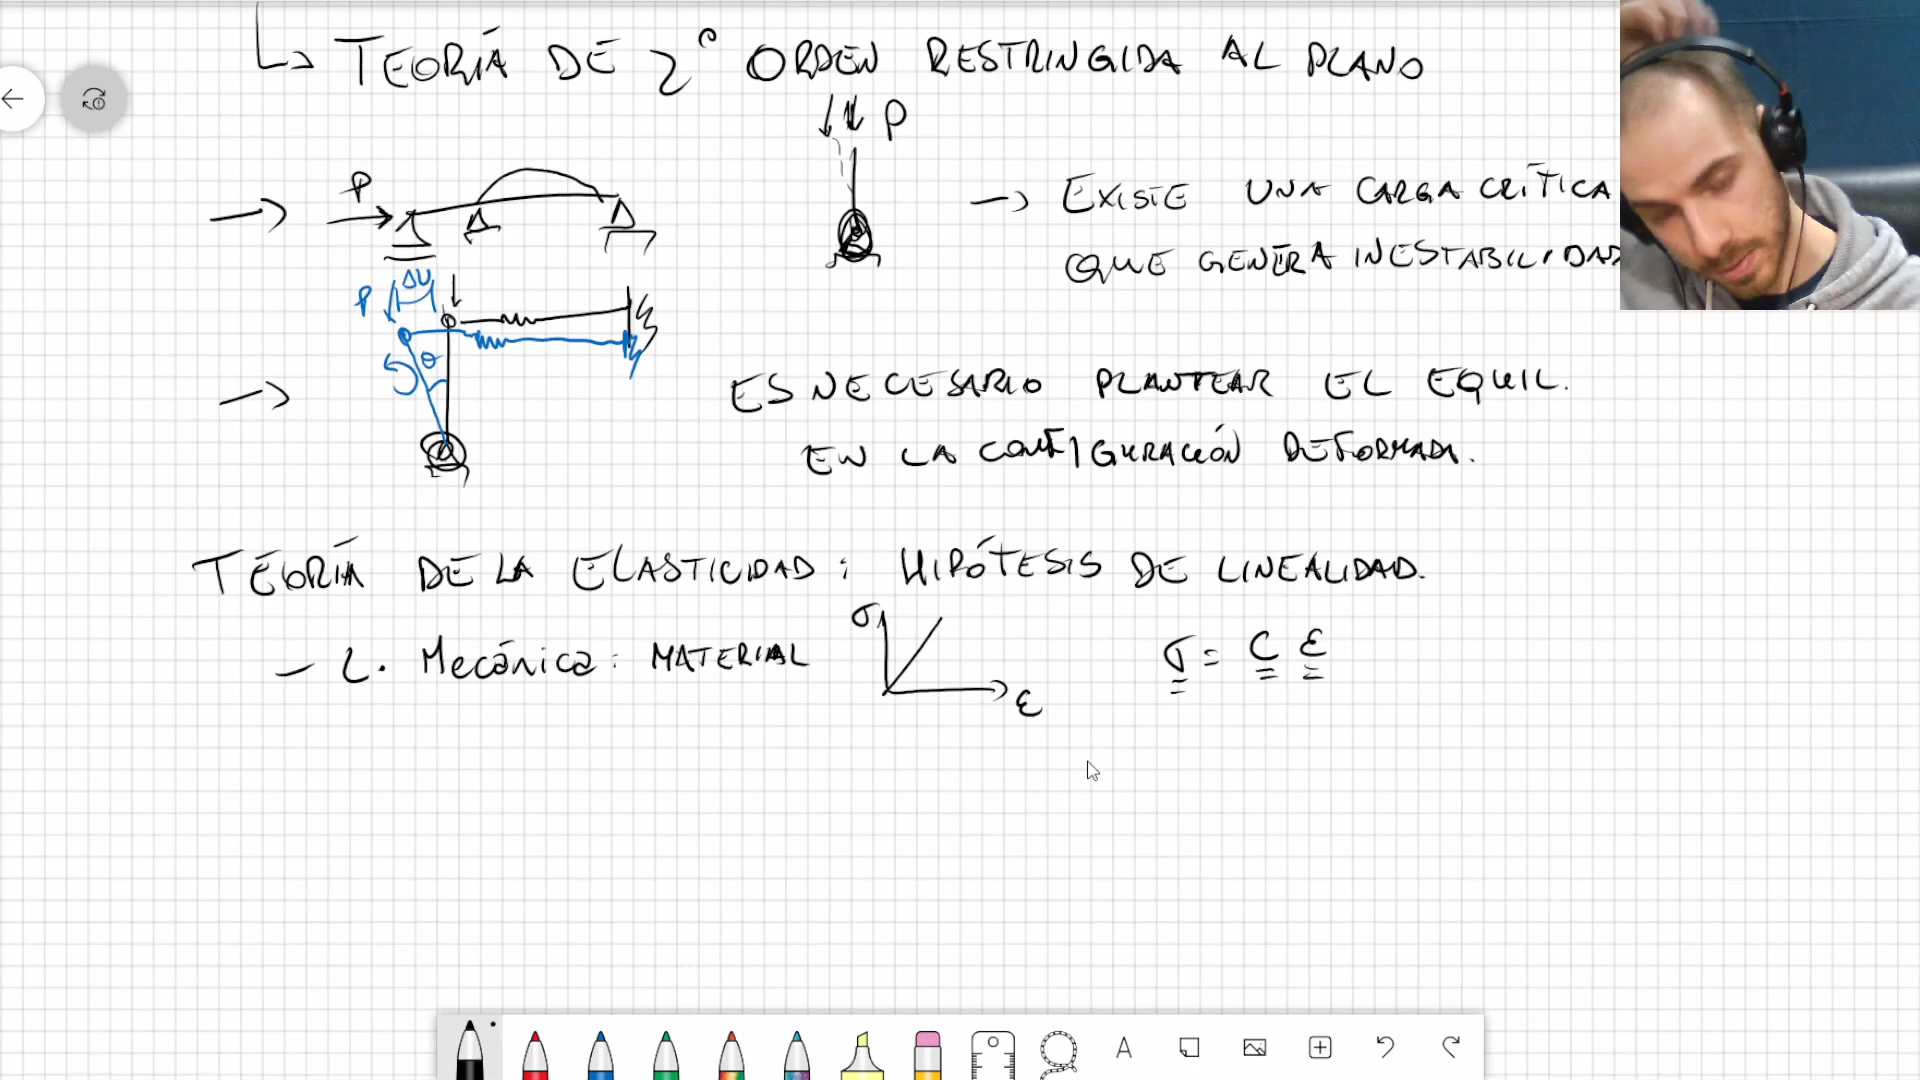 ↳ TEORÍA DE 2° ORDEN RESTRINGIDA AL PLANO
P
P
→ EXISTE UNA CARGA CRÍTICA
QUE GENERA INESTABILIDAD
P ΔU
θ
→ ES NECESARIO PLANTEAR EL EQUIL.
EN LA CONFIGURACIÓN DEFORMADA.
TEORÍA DE LA ELASTICIDAD: HIPÓTESIS DE LINEALIDAD.
- L. Mecánica: MATERIAL
σ
ε
σ = C ε
A